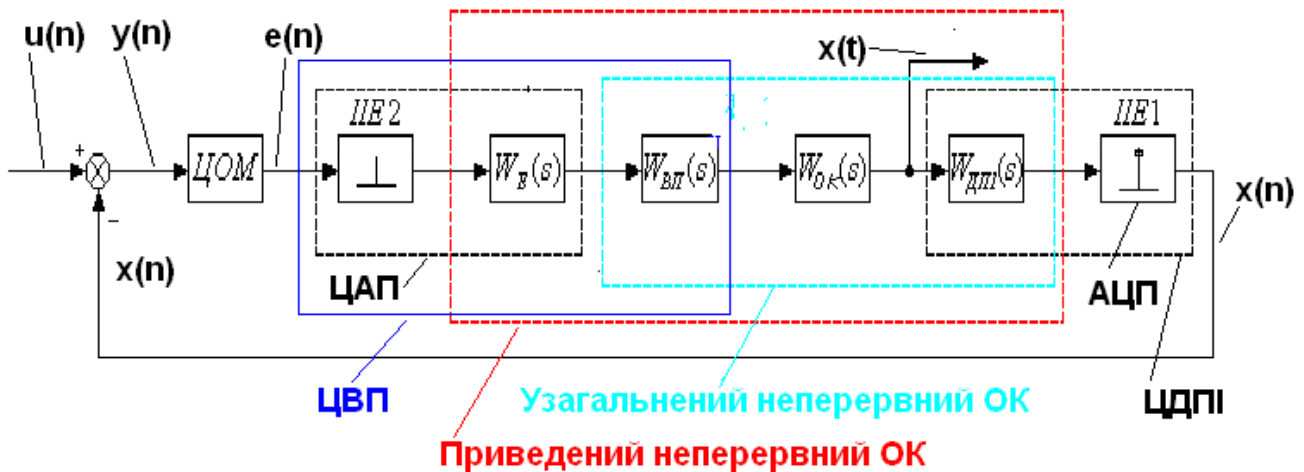 u(n)
y(n)
e(n)
x(t)
ІІЕ2
ІІЕ1
+
ЦОМ
W_В(s)
W_ВП(s)
W_ОК(s)
W_ДПІ(s)
−
x(n)
x(n)
ЦАП
АЦП
ЦВП
Узагальнений неперервний ОК
ЦДПІ
Приведений неперервний ОК